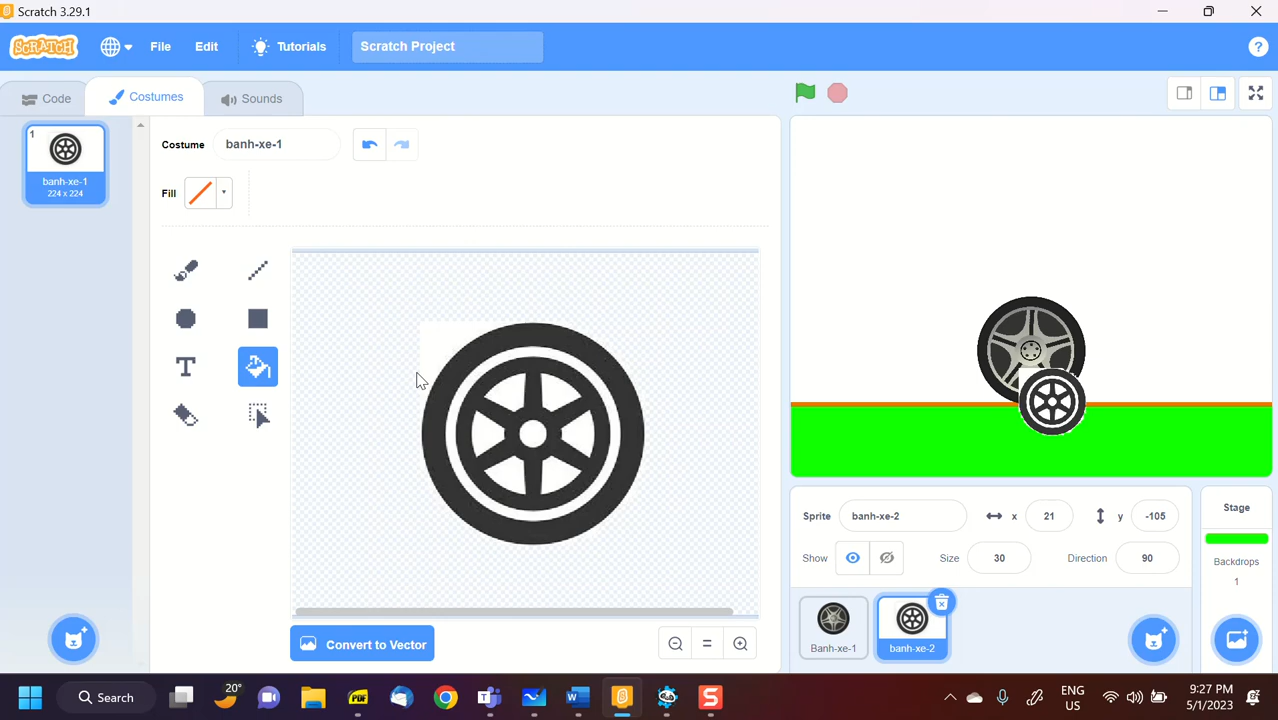 Scratch 3.29.1
SCRATCH
File
Edit
Tutorials
Scratch Project
?
Code
Costumes
Sounds
1
banh-xe-1
224 x 224
Costume
banh-xe-1
Fill
T
Convert to Vector
Sprite
banh-xe-2
x
21
y
-105
Show
Size
30
Direction
90
Banh-xe-1
banh-xe-2
Stage
Backdrops
1
Search
20°
PDF
ENG
US
9:27 PM
5/1/2023